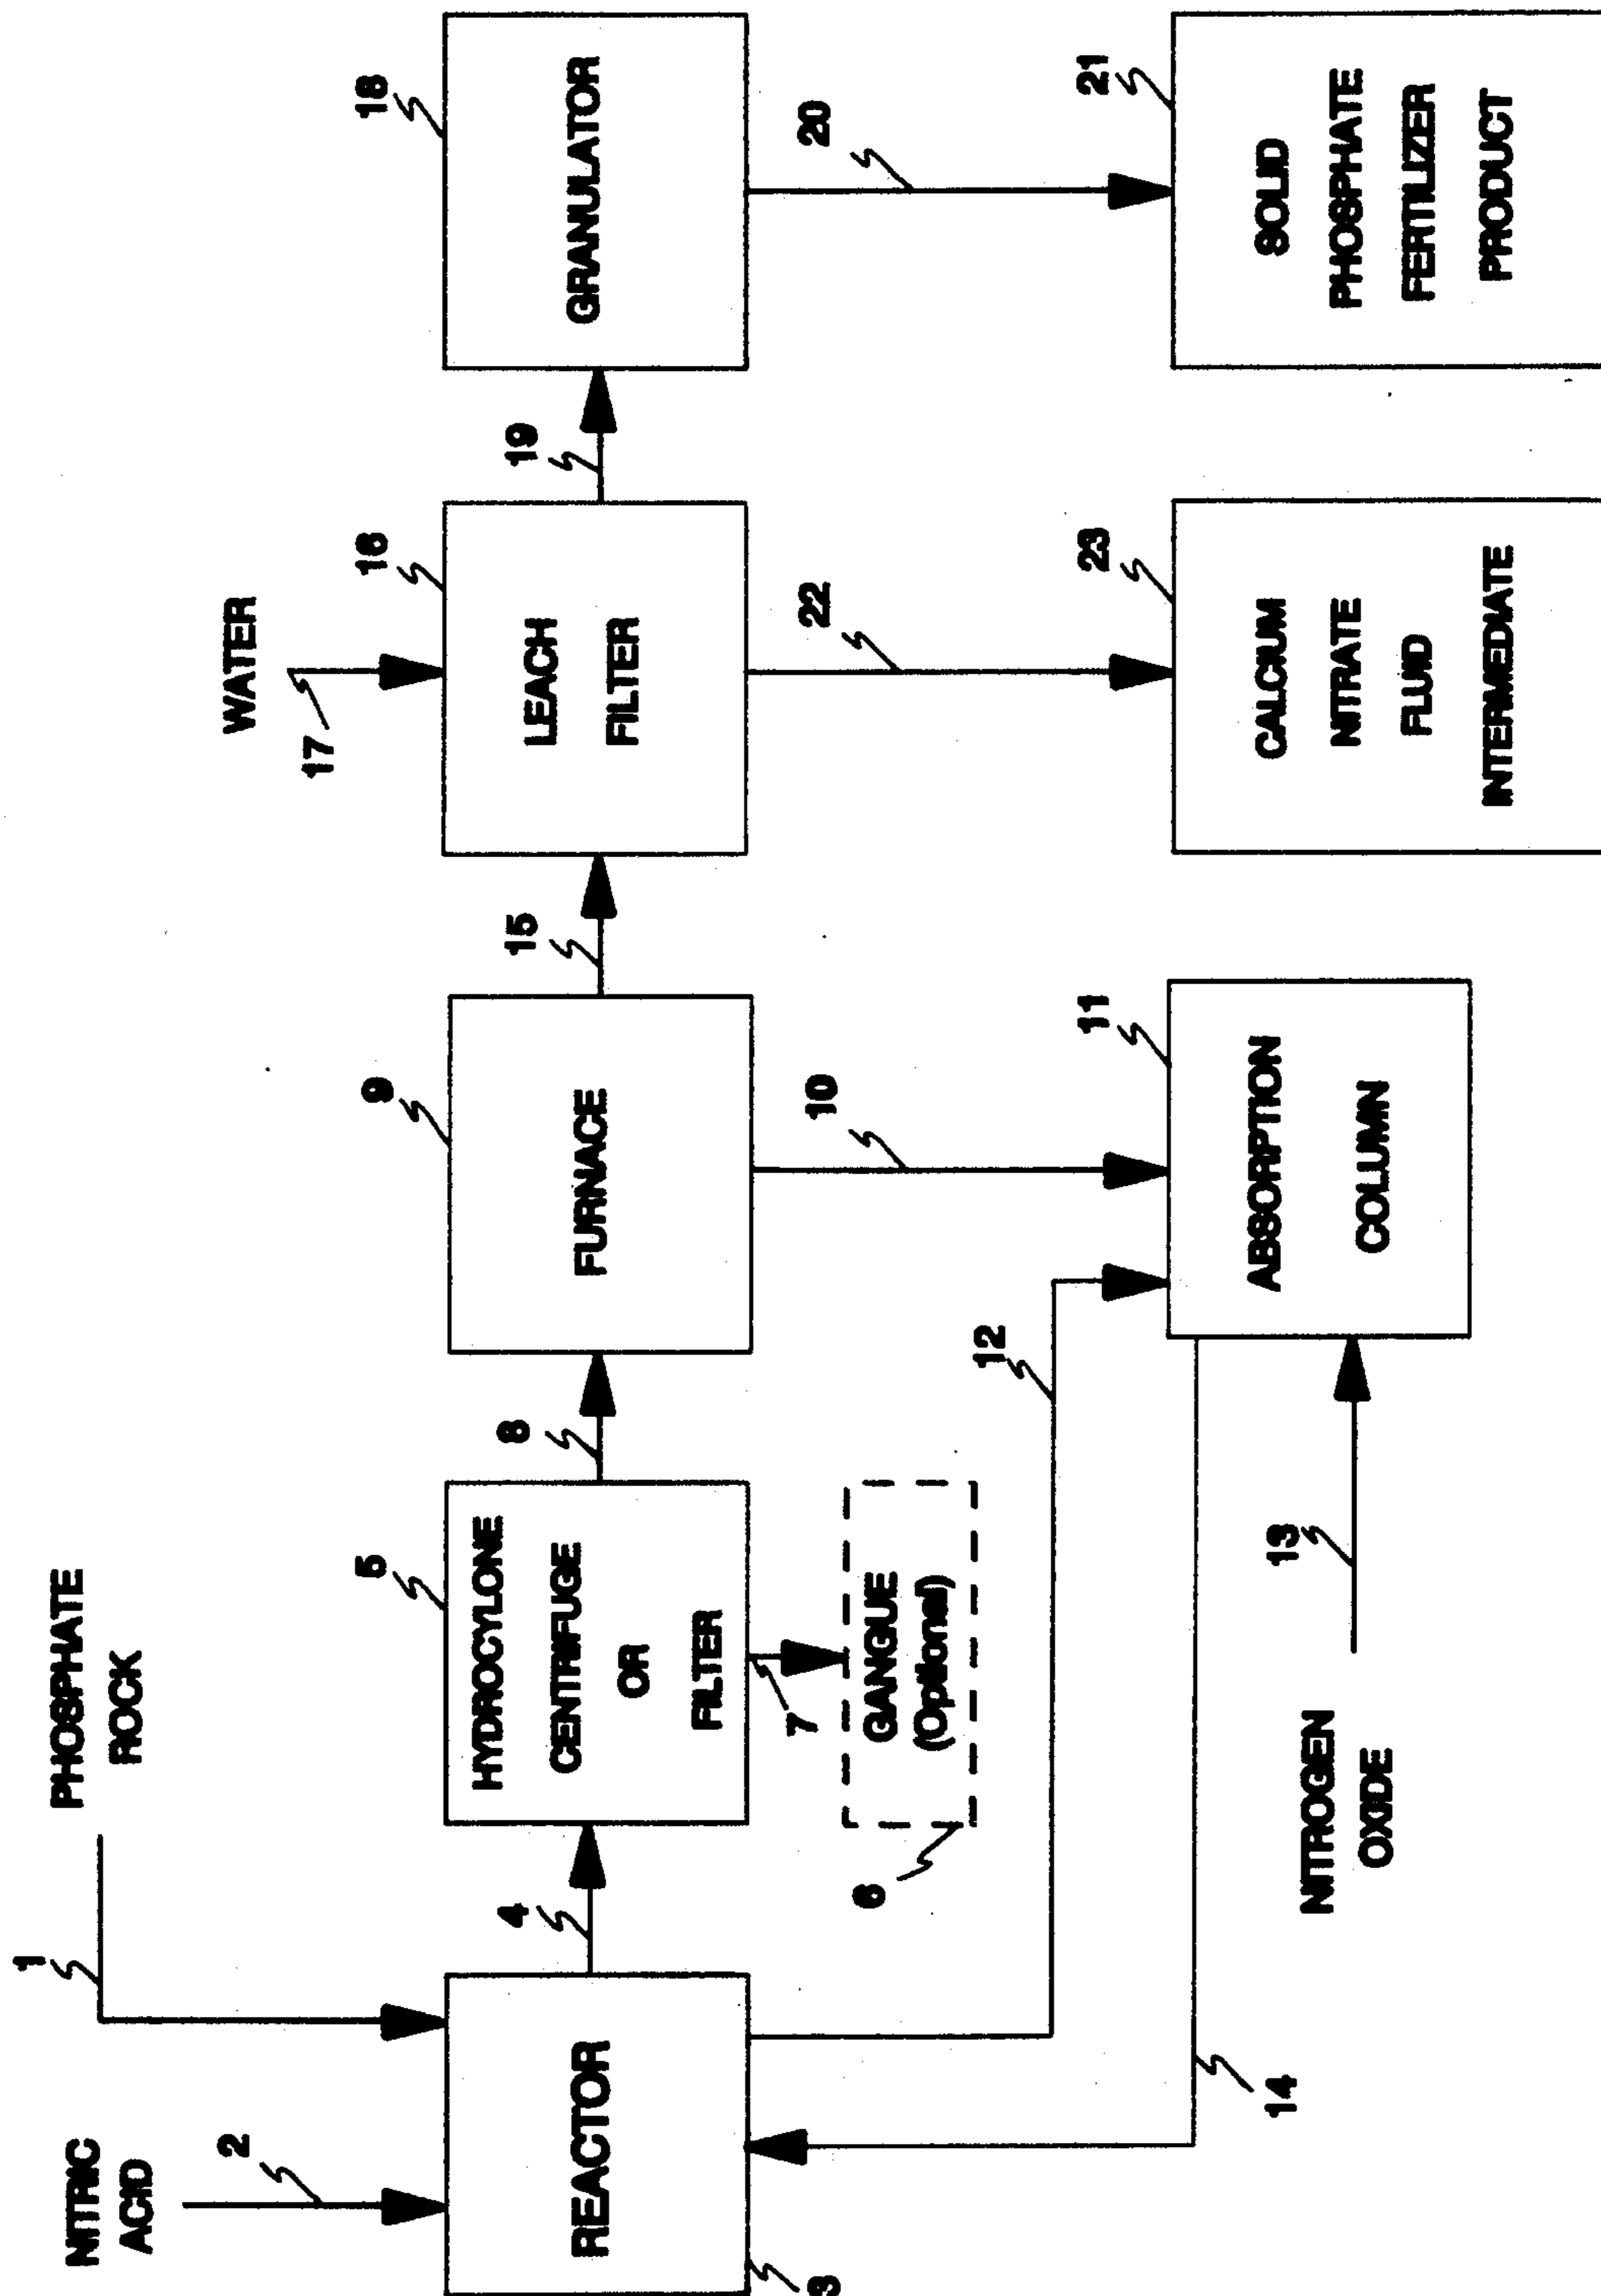 PHOSPHATE
ROCK
1
NITRIC
ACID
2
REACTOR
3
4
HYDROCYLONE
CENTRIFUGE
OR
FILTER
5
7
GANGUE
(Optional)
6
8
FURNACE
9
10
ABSORPTION
COLUMN
11
12
NITROGEN
OXIDE
13
14
15
WATER
17
LEACH
FILTER
16
19
GRANULATOR
18
20
SOLID
PHOSPHATE
FERTILIZER
PRODUCT
21
22
CALCIUM
NITRATE
FLUID
INTERMEDIATE
23